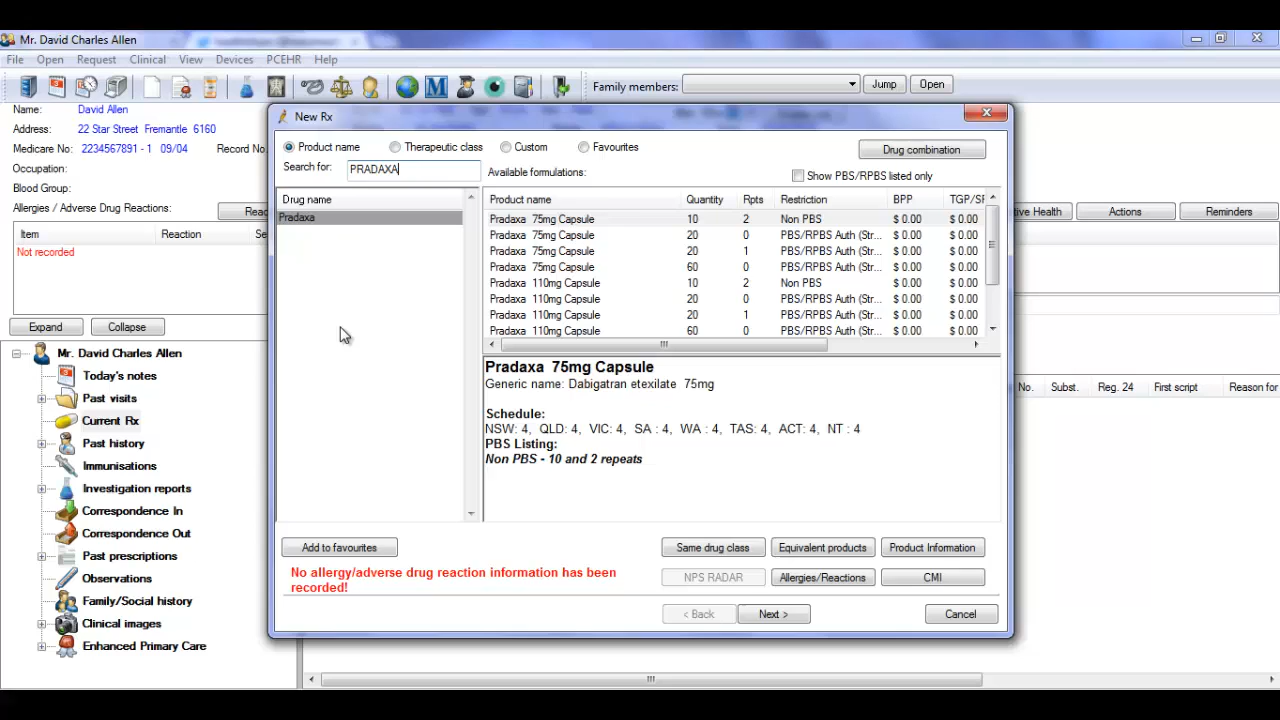 Mr. David Charles Allen
File Open Request Clinical View Devices PCEHR Help
Family members: Jump Open
Name: David Allen
Address: 22 Star Street Fremantle 6160
Medicare No: 2234567891 - 1 09/04 Record No.
Occupation:
Blood Group:
Allergies / Adverse Drug Reactions:
Item Reaction
Not recorded
Expand Collapse
Mr. David Charles Allen
Today's notes
Past visits
Current Rx
Past history
Immunisations
Investigation reports
Correspondence In
Correspondence Out
Past prescriptions
Observations
Family/Social history
Clinical images
Enhanced Primary Care
New Rx
Product name Therapeutic class Custom Favourites Drug combination
Search for: PRADAXA Available formulations: Show PBS/RPBS listed only
Drug name
Pradaxa
Product name Quantity Rpts Restriction BPP TGP/SF
Pradaxa 75mg Capsule 10 2 Non PBS $ 0.00 $ 0.00
Pradaxa 75mg Capsule 20 0 PBS/RPBS Auth (Str... $ 0.00 $ 0.00
Pradaxa 75mg Capsule 20 1 PBS/RPBS Auth (Str... $ 0.00 $ 0.00
Pradaxa 75mg Capsule 60 0 PBS/RPBS Auth (Str... $ 0.00 $ 0.00
Pradaxa 110mg Capsule 10 2 Non PBS $ 0.00 $ 0.00
Pradaxa 110mg Capsule 20 0 PBS/RPBS Auth (Str... $ 0.00 $ 0.00
Pradaxa 110mg Capsule 20 1 PBS/RPBS Auth (Str... $ 0.00 $ 0.00
Pradaxa 110mg Capsule 60 0 PBS/RPBS Auth (Str... $ 0.00 $ 0.00
Pradaxa 75mg Capsule
Generic name: Dabigatran etexilate 75mg
Schedule:
NSW: 4, QLD: 4, VIC: 4, SA : 4, WA : 4, TAS: 4, ACT: 4, NT : 4
PBS Listing:
Non PBS - 10 and 2 repeats
Add to favourites Same drug class Equivalent products Product Information
No allergy/adverse drug reaction information has been
recorded!
NPS RADAR Allergies/Reactions CMI
< Back Next > Cancel
tive Health Actions Reminders
No. Subst. Reg. 24 First script Reason for